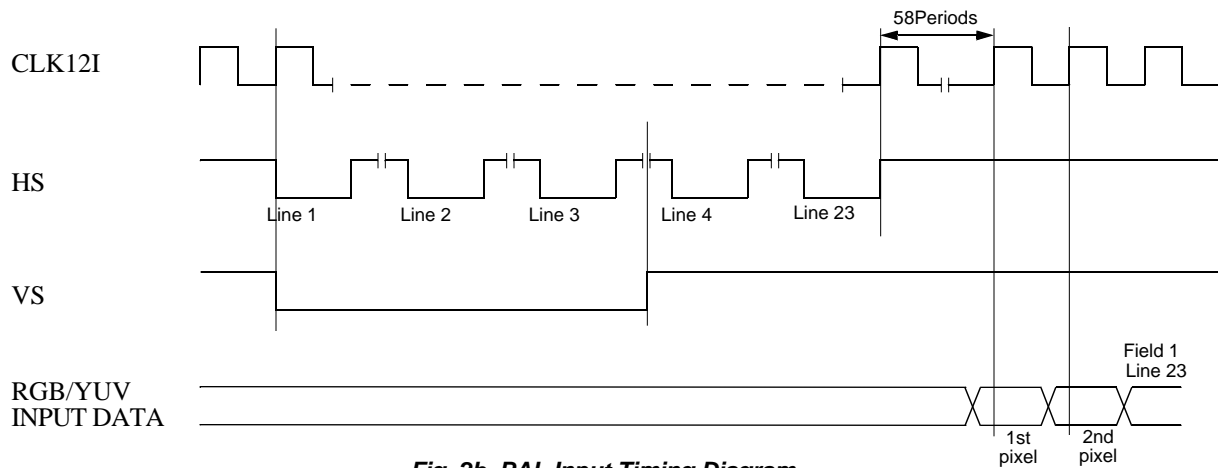 58Periods
CLK12I
HS
Line 1
Line 2
Line 3
Line 4
Line 23
VS
Field 1
Line 23
RGB/YUV
INPUT DATA
1st
pixel
2nd
pixel
Fig. 2b. PAL Input Timing Diagram